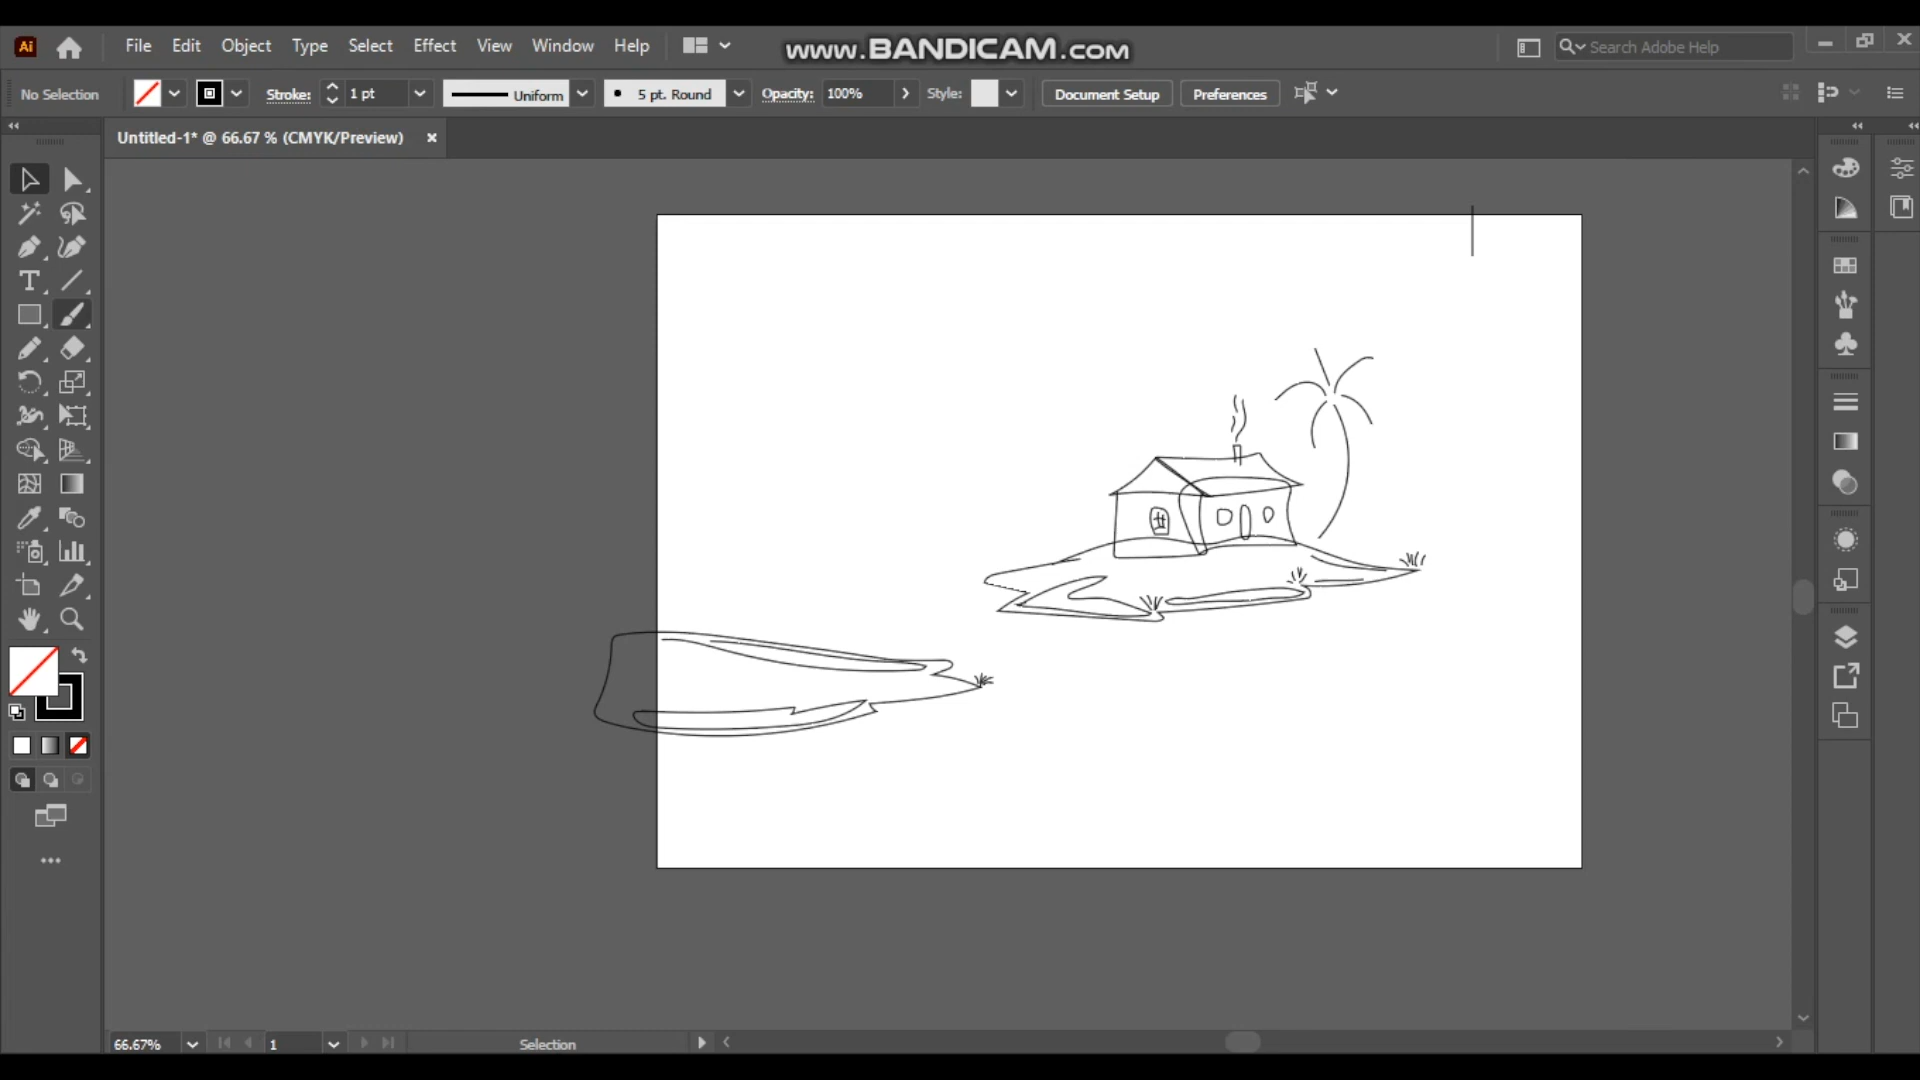 Ai File Edit Object Type Select Effect View Window Help www.BANDICAM.com Search Adobe Help
No Selection Stroke: 1 pt Uniform 5 pt. Round Opacity: 100% Style: Document Setup Preferences
Untitled-1* @ 66.67 % (CMYK/Preview)
66.67% 1 Selection